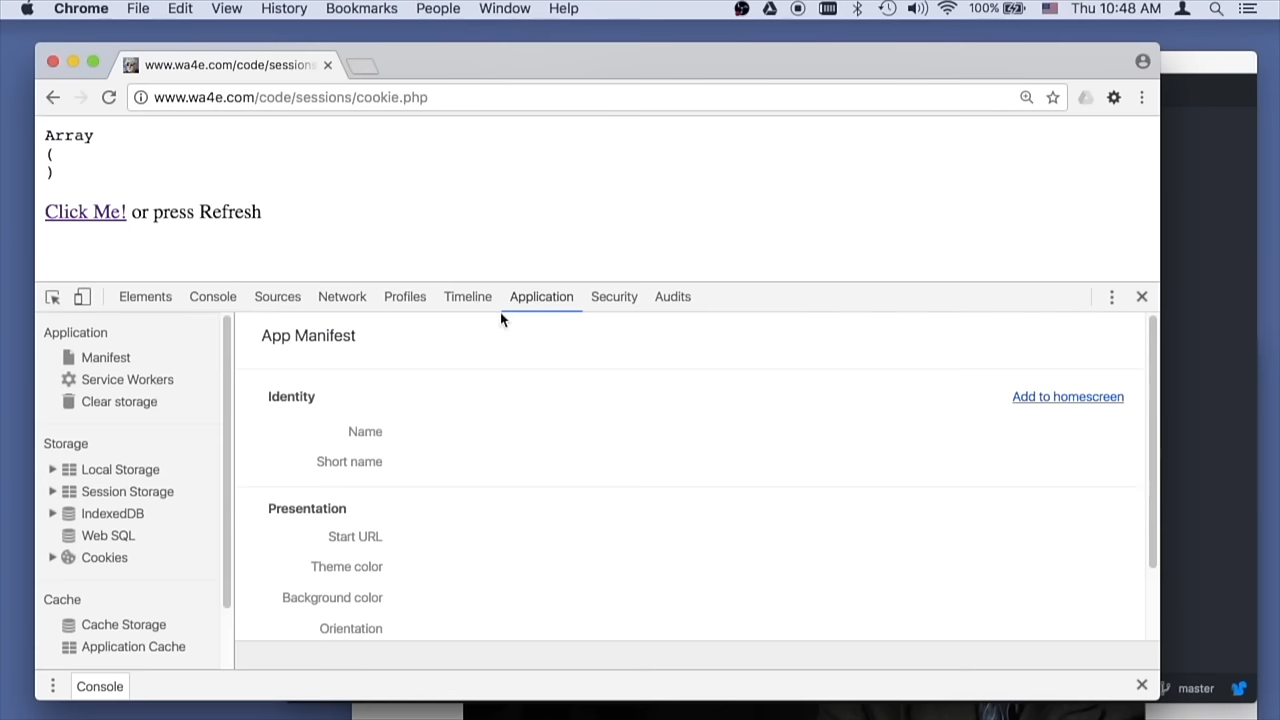 Chrome File Edit View History Bookmarks People Window Help 100% Thu 10:48 AM
www.wa4e.com/code/sessions
www.wa4e.com/code/sessions/cookie.php
Array
(
)
Click Me! or press Refresh
Elements Console Sources Network Profiles Timeline Application Security Audits
Application
Manifest
Service Workers
Clear storage
Storage
Local Storage
Session Storage
IndexedDB
Web SQL
Cookies
Cache
Cache Storage
Application Cache
App Manifest
Identity Add to homescreen
Name
Short name
Presentation
Start URL
Theme color
Background color
Orientation
Console
master